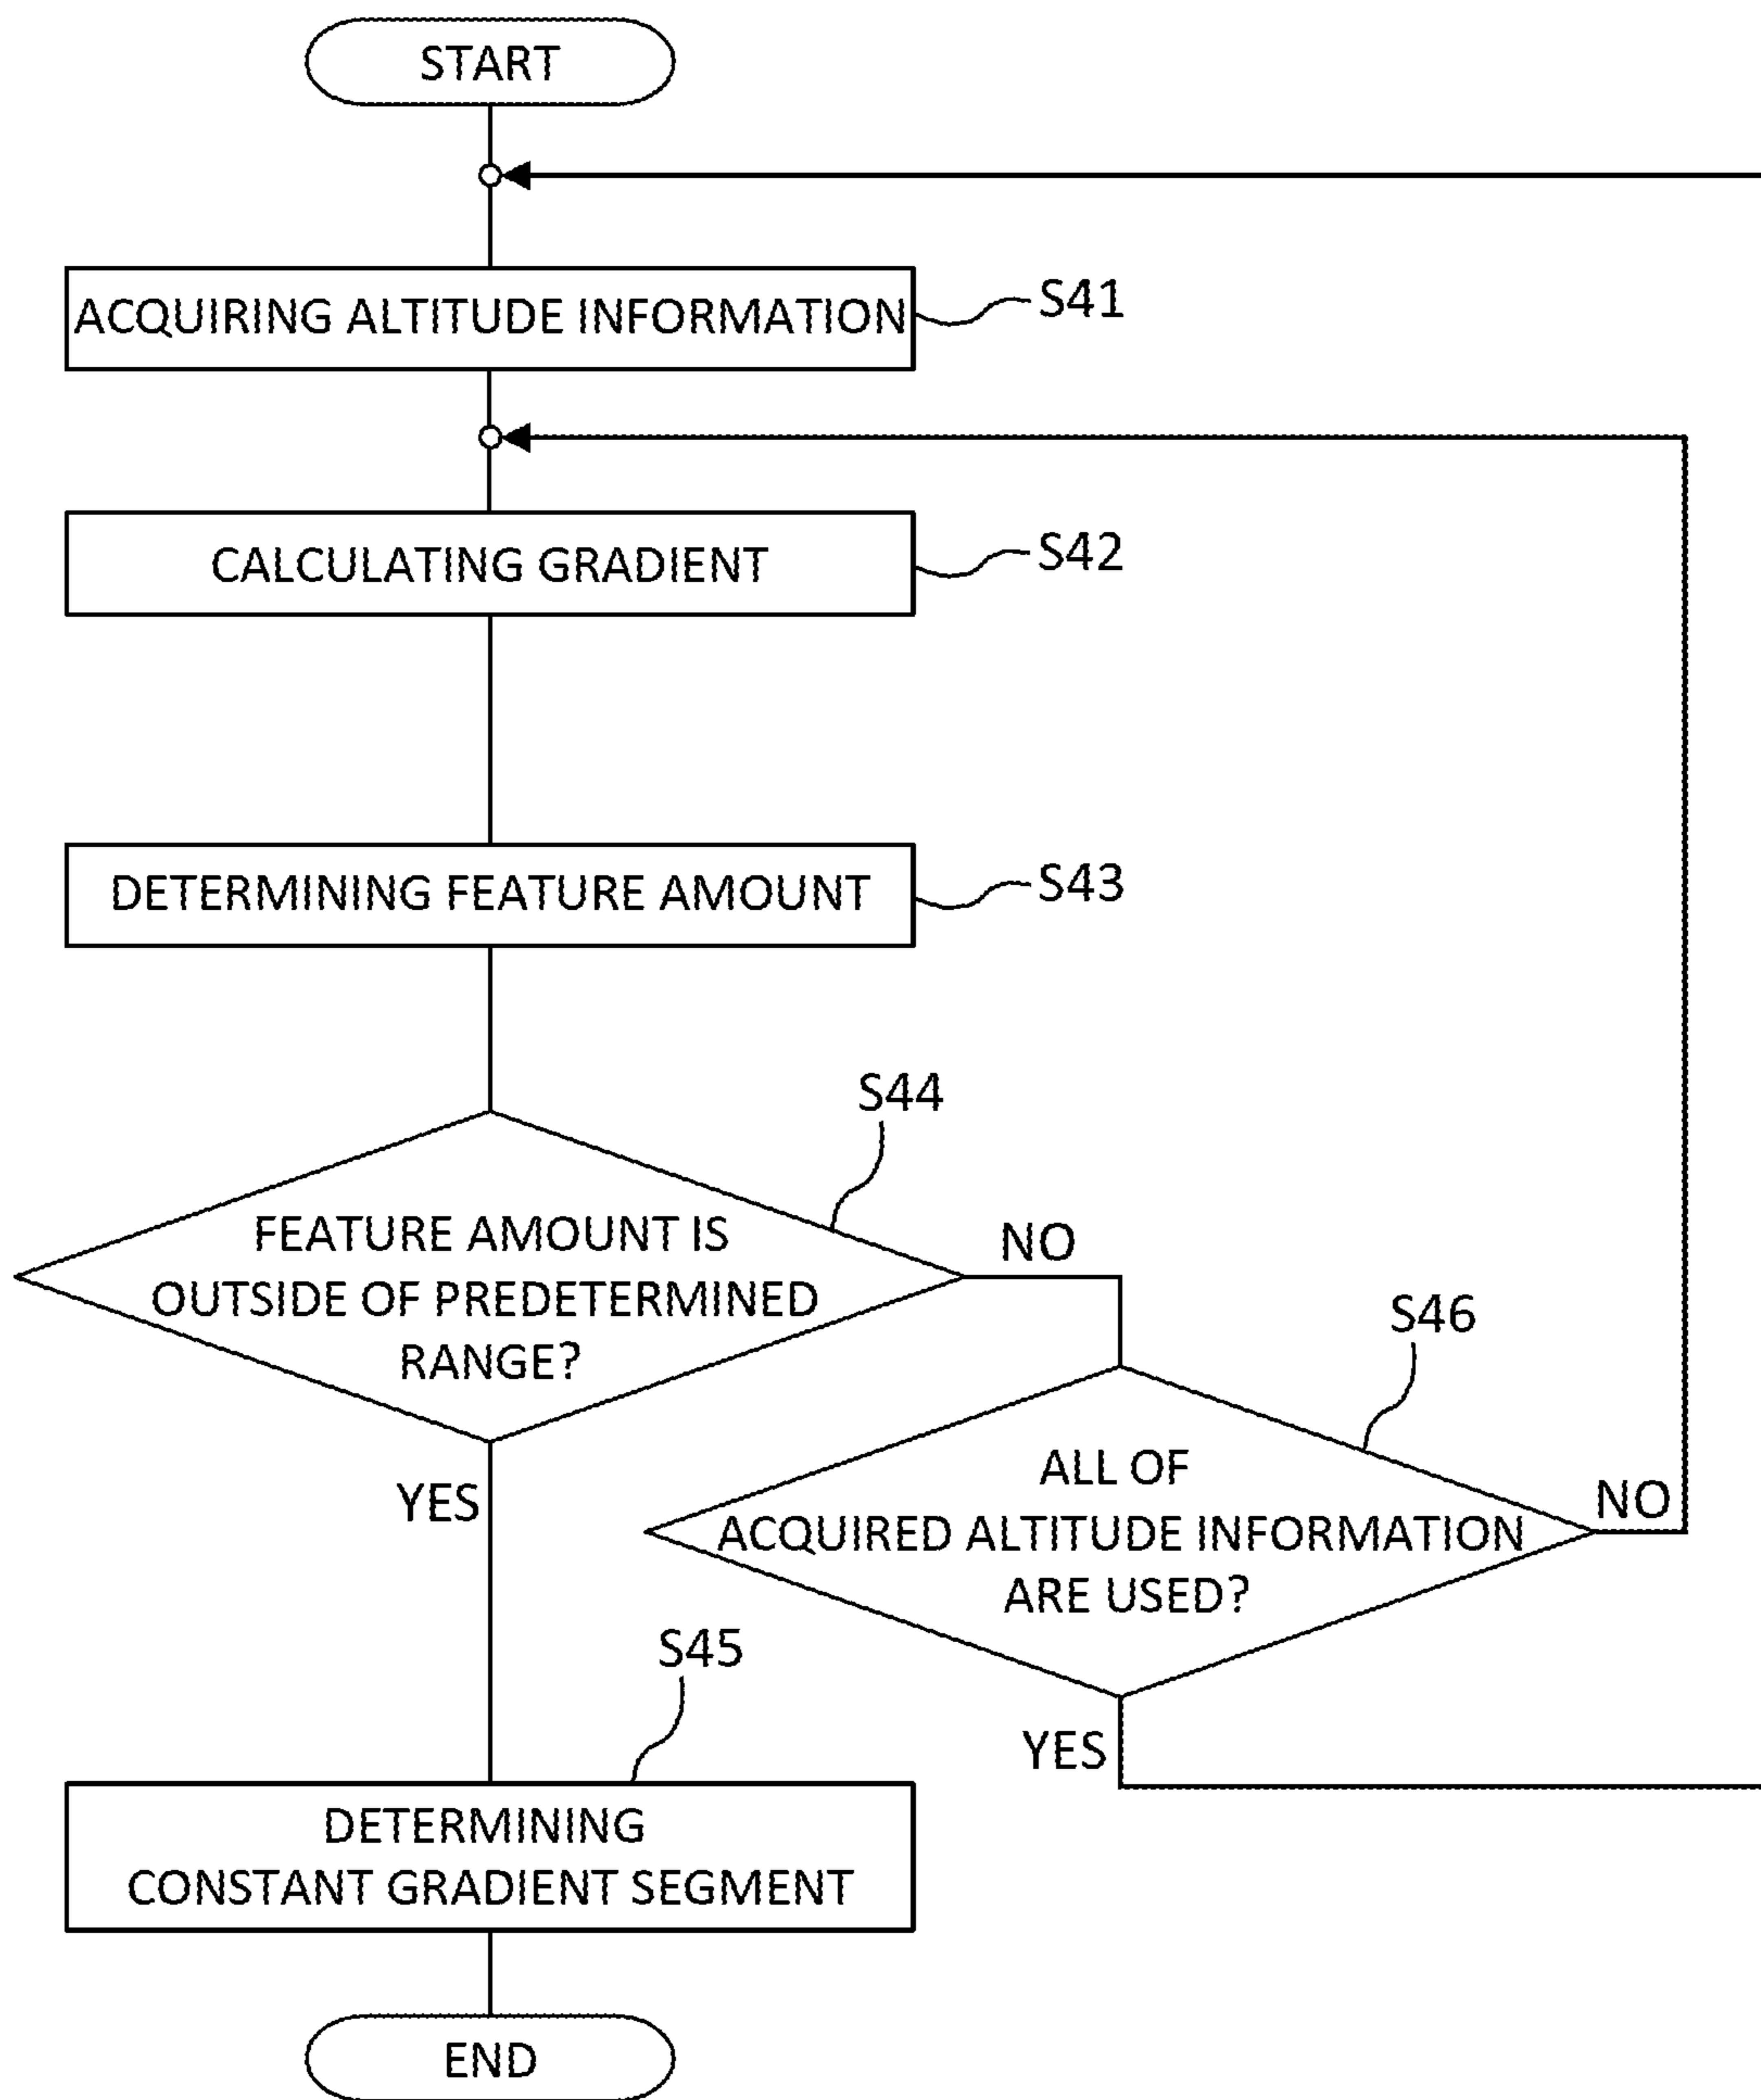 START
ACQUIRING ALTITUDE INFORMATION
S41
CALCULATING GRADIENT
S42
DETERMINING FEATURE AMOUNT
S43
S44
FEATURE AMOUNT IS
OUTSIDE OF PREDETERMINED
RANGE?
NO
YES
S46
ALL OF
ACQUIRED ALTITUDE INFORMATION
ARE USED?
NO
YES
S45
DETERMINING
CONSTANT GRADIENT SEGMENT
END